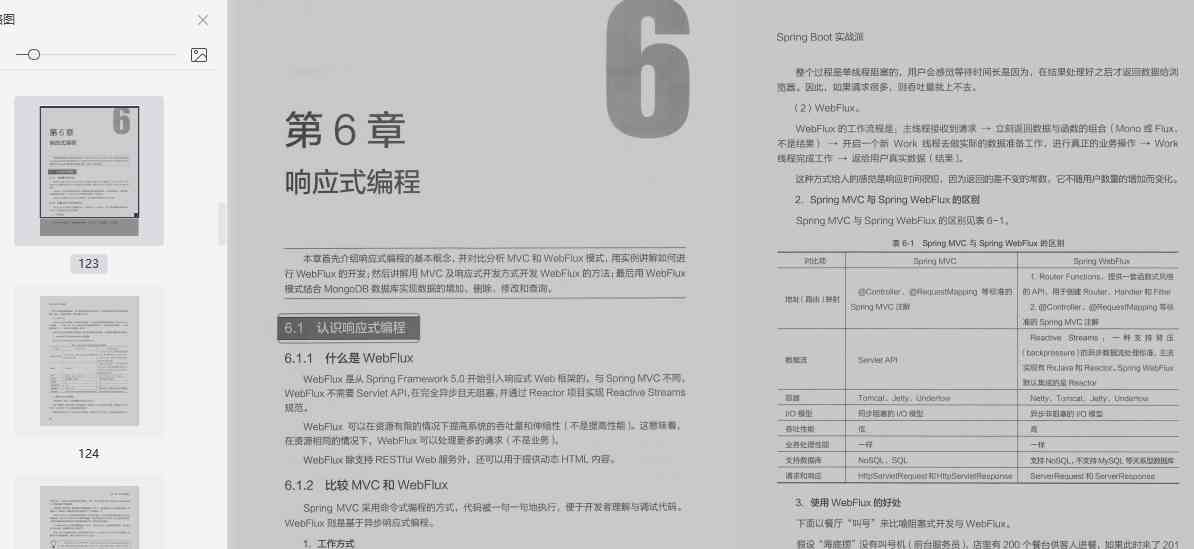 图
123
124
6
第 6 章
响应式编程
本章首先介绍响应式编程的基本概念，并对比分析 MVC 和 WebFlux 模式，用实例讲解如何进
行 WebFlux 的开发；然后讲解用 MVC 及响应式开发方式开发 WebFlux 的方法；最后用 WebFlux
模式结合 MongoDB 数据库实现数据的增加、删除、修改和查询。
6.1 认识响应式编程
6.1.1 什么是 WebFlux
WebFlux 是从 Spring Framework 5.0 开始引入响应式 Web 框架的。与 Spring MVC 不同，
WebFlux 不需要 Servlet API，在完全异步且无阻塞，并通过 Reactor 项目实现 Reactive Streams
规范。
WebFlux 可以在资源有限的情况下提高系统的吞吐量和伸缩性（不是提高性能）。这意味着，
在资源相同的情况下，WebFlux 可以处理更多的请求（不是业务）。
WebFlux 除支持 RESTful Web 服务外，还可以用于提供动态 HTML 内容。
6.1.2 比较 MVC 和 WebFlux
Spring MVC 采用命令式编程的方式，代码被一句一句地执行，便于开发者理解与调试代码。
WebFlux 则是基于异步响应式编程。
1. 工作方式
Spring Boot 实战派
整个过程是单线程阻塞的，用户会感觉等待时间长是因为，在结果处理好之后才返回数据给浏
览器。因此，如果请求很多，则吞吐量就上不去。
（2）WebFlux。
WebFlux 的工作流程是：主线程接收到请求 → 立刻返回数据与函数的组合（Mono 或 Flux，
不是结果） → 开启一个新 Work 线程去做实际的数据准备工作，进行真正的业务操作 → Work
线程完成工作 → 返给用户真实数据（结果）。
这种方式给人的感觉是响应时间很短，因为返回的是不变的常数，它不随用户数量的增加而变化。
2. Spring MVC 与 Spring WebFlux 的区别
Spring MVC 与 Spring WebFlux 的区别见表 6-1。
表 6-1 Spring MVC 与 Spring WebFlux 的区别
对比项 Spring MVC Spring WebFlux
地址（路由）映射 @Controller、@RequestMapping 等标准的
Spring MVC 注解
1. Router Functions，提供一套函数式风格
的 API，用于创建 Router、Handler 和 Filter
2. @Controller、@RequestMapping 等标
准的 Spring MVC 注解
数据流 Servlet API
Reactive Streams：一种支持背压
（backpressure）的异步数据流处理标准，主流
实现有 RxJava 和 Reactor。Spring WebFlux
默认集成的是 Reactor
容器 Tomcat、Jetty、Undertow Netty、Tomcat、Jetty、Undertow
I/O 模型 同步阻塞的 I/O 模型 异步非阻塞的 I/O 模型
吞吐性能 低 高
业务处理性能 一样 一样
支持数据库 NoSQL、SQL 支持 NoSQL，不支持 MySQL 等关系型数据库
请求和响应 HttpServletRequest 和 HttpServletResponse ServerRequest 和 ServerResponse
3. 使用 WebFlux 的好处
下面以餐厅“叫号”来比喻阻塞式开发与 WebFlux。
假设“海底捞”没有叫号机（前台服务员），店里有 200 个餐台供客人进餐，如果此时来了 201